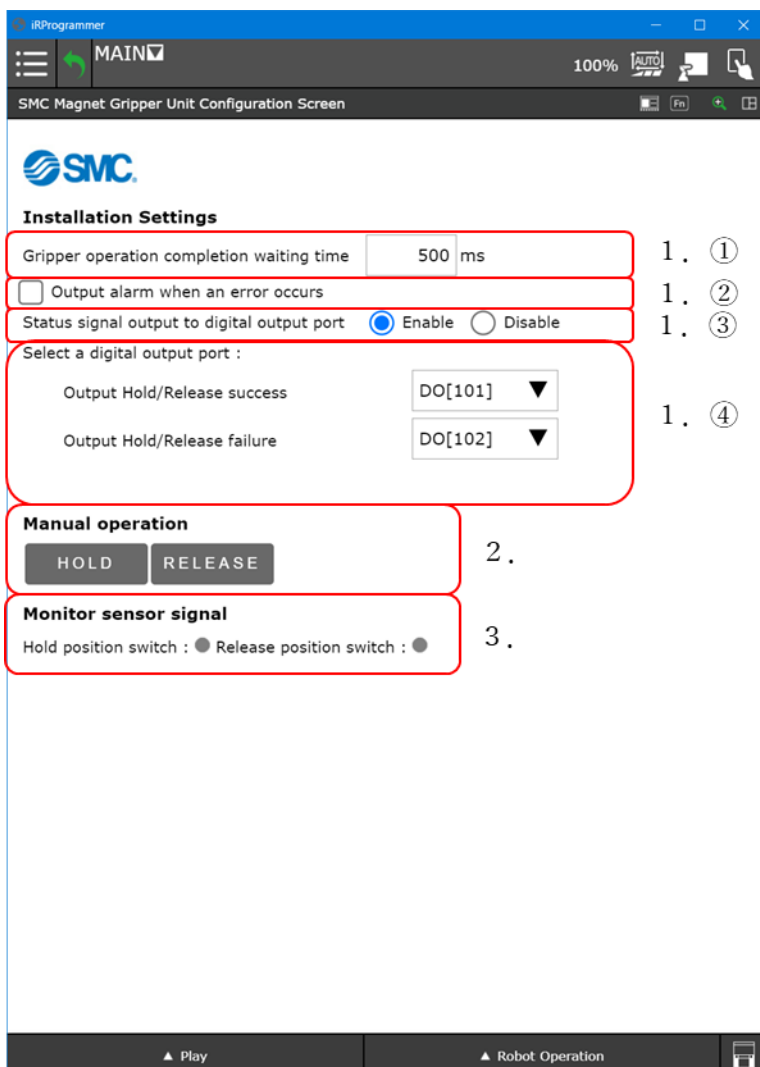 iRProgrammer
MAIN
100% AUTO
SMC Magnet Gripper Unit Configuration Screen
Fn
SMC.
Installation Settings
Gripper operation completion waiting time 500 ms 1. ①
Output alarm when an error occurs 1. ②
Status signal output to digital output port Enable Disable 1. ③
Select a digital output port :
Output Hold/Release success DO[101] ▼
1. ④
Output Hold/Release failure DO[102] ▼
Manual operation
HOLD RELEASE 2.
Monitor sensor signal
Hold position switch : Release position switch : 3.
▲ Play ▲ Robot Operation